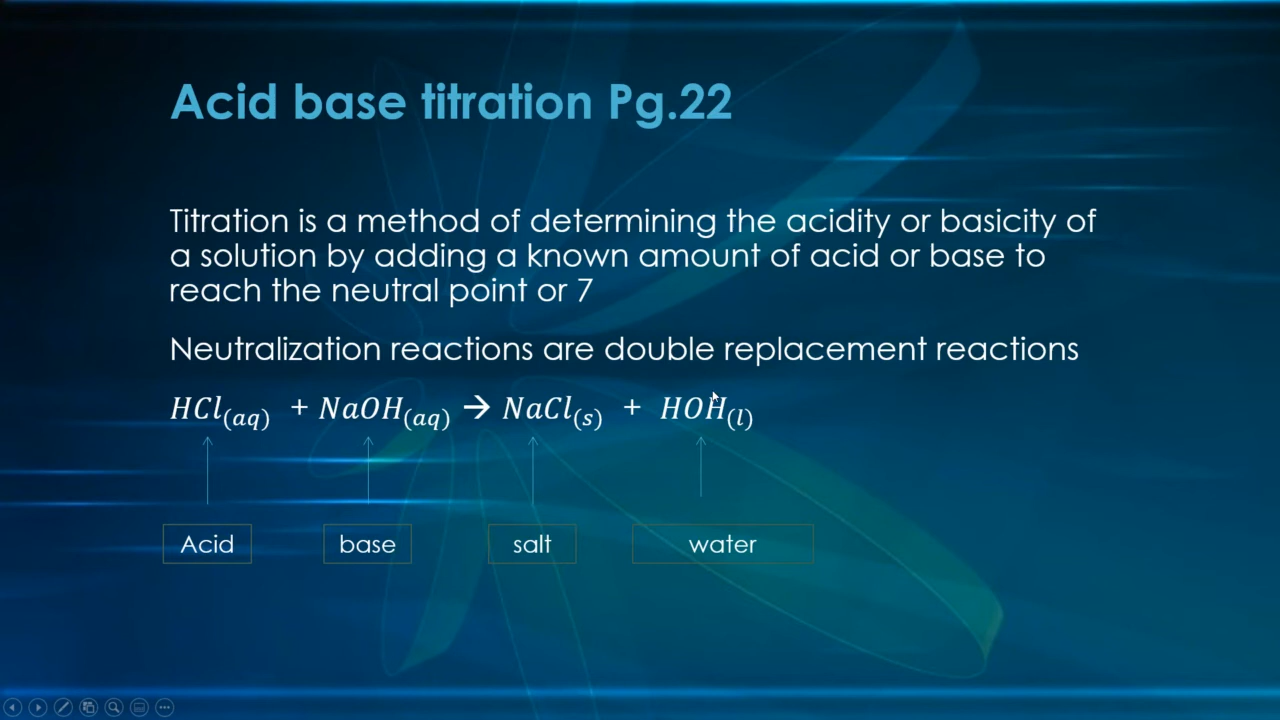 Acid base titration Pg.22
Titration is a method of determining the acidity or basicity of
a solution by adding a known amount of acid or base to
reach the neutral point or 7
Neutralization reactions are double replacement reactions
HCl(aq) + NaOH(aq) → NaCl(s) + HOH(l)
Acid base salt water